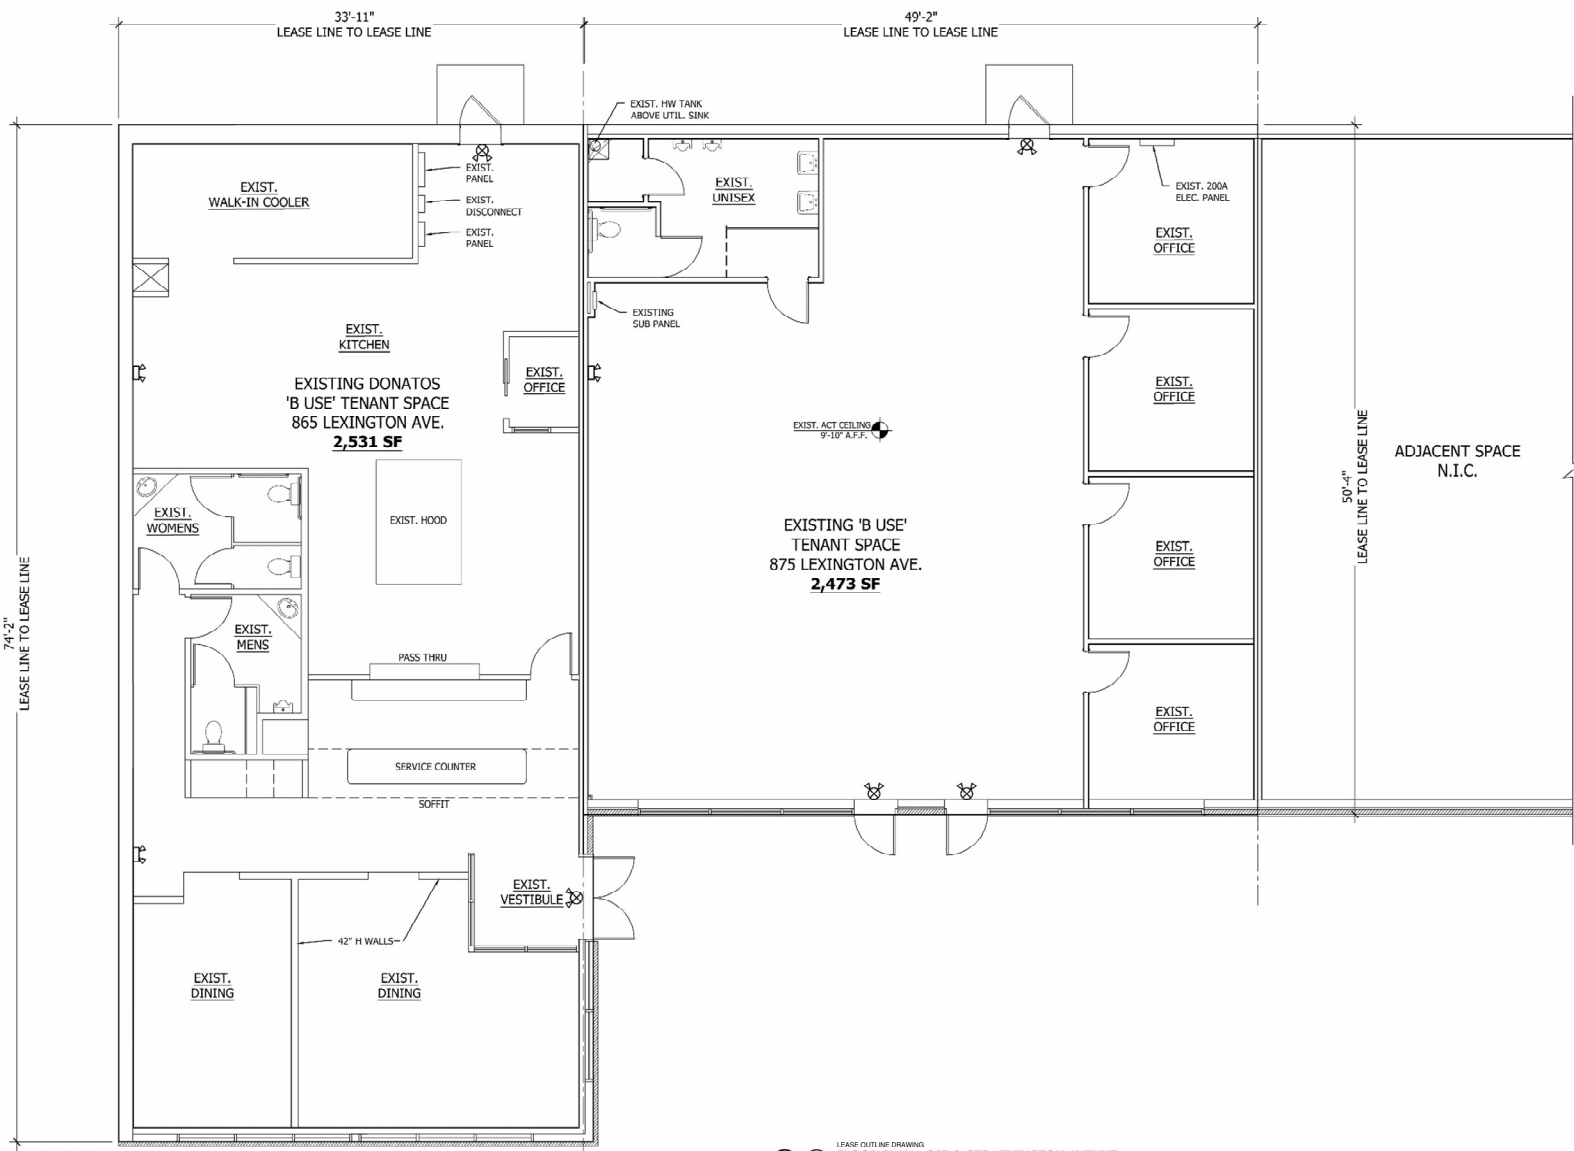 33'-11"
LEASE LINE TO LEASE LINE
49'-2"
LEASE LINE TO LEASE LINE
EXIST. HW TANK
ABOVE UTIL. SINK
EXIST.
PANEL
EXIST.
DISCONNECT
EXIST.
PANEL
EXIST.
WALK-IN COOLER
EXIST.
UNISEX
EXIST. 200A
ELEC. PANEL
EXIST.
OFFICE
EXISTING
SUB PANEL
EXIST.
KITCHEN
EXIST.
OFFICE
EXISTING DONATOS
'B USE' TENANT SPACE
865 LEXINGTON AVE.
2,531 SF
EXIST.
OFFICE
EXIST. ACT CEILING
9'-10" A.F.F.
50'-4"
LEASE LINE TO LEASE LINE
ADJACENT SPACE
N.I.C.
EXIST.
WOMENS
EXIST. HOOD
EXISTING 'B USE'
TENANT SPACE
875 LEXINGTON AVE.
2,473 SF
EXIST.
OFFICE
74'-2"
LEASE LINE TO LEASE LINE
EXIST.
MENS
PASS THRU
EXIST.
OFFICE
SERVICE COUNTER
SOFFIT
EXIST.
VESTIBULE
42" H WALLS
EXIST.
DINING
EXIST.
DINING
LEASE OUTLINE DRAWING